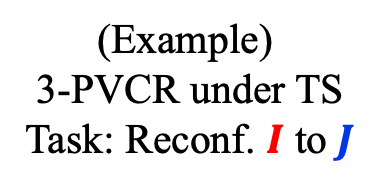 (Example)
3-PVCR under TS
Task: Reconf. I to J